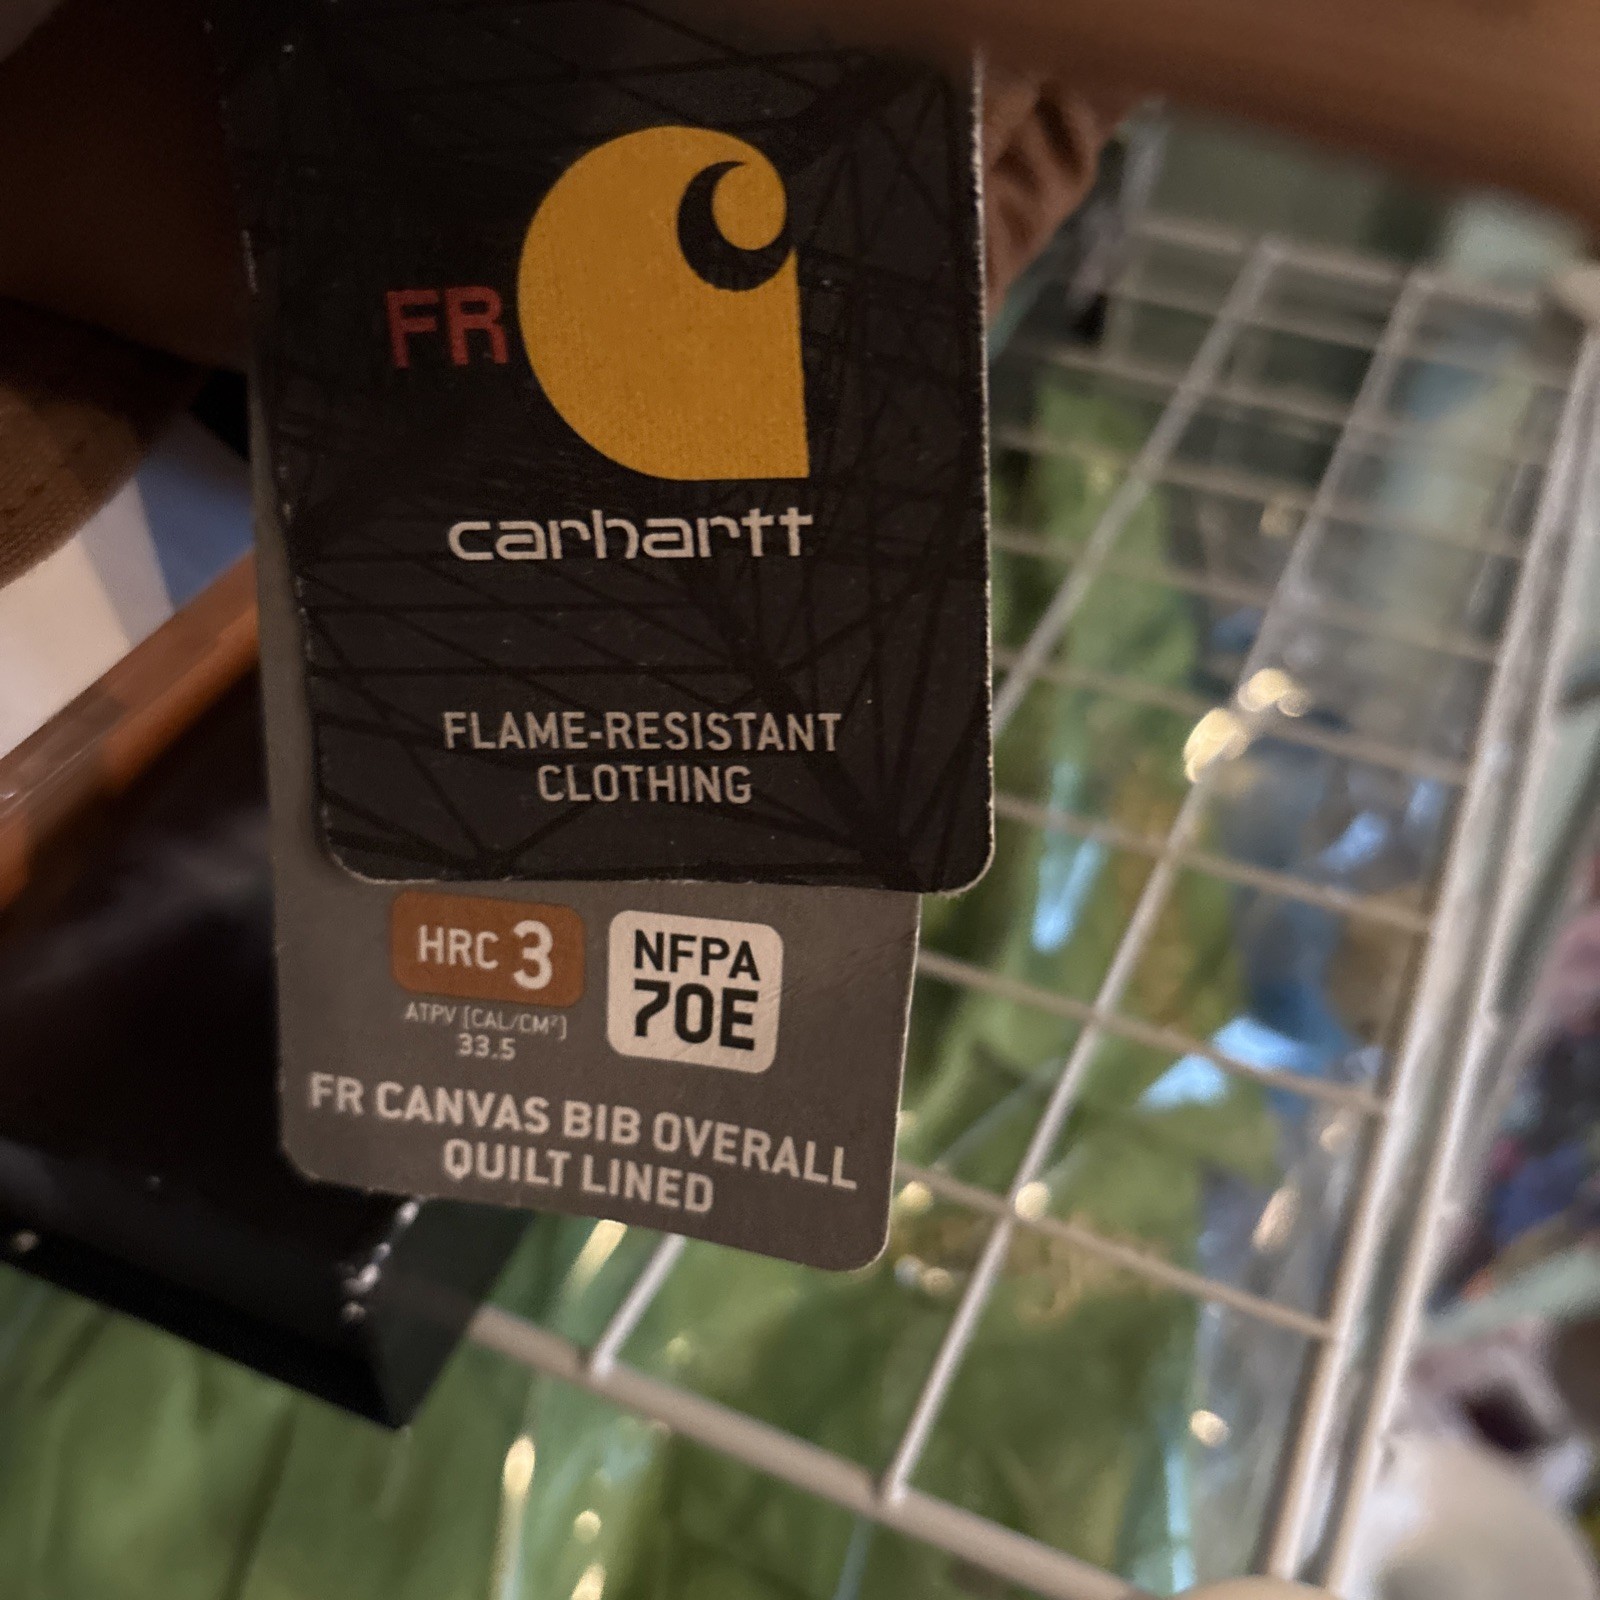 FR
carhartt
FLAME-RESISTANT
CLOTHING
HRC 3
ATPV (CAL/CM²)
33.5
NFPA
70E
FR CANVAS BIB OVERALL
QUILT LINED